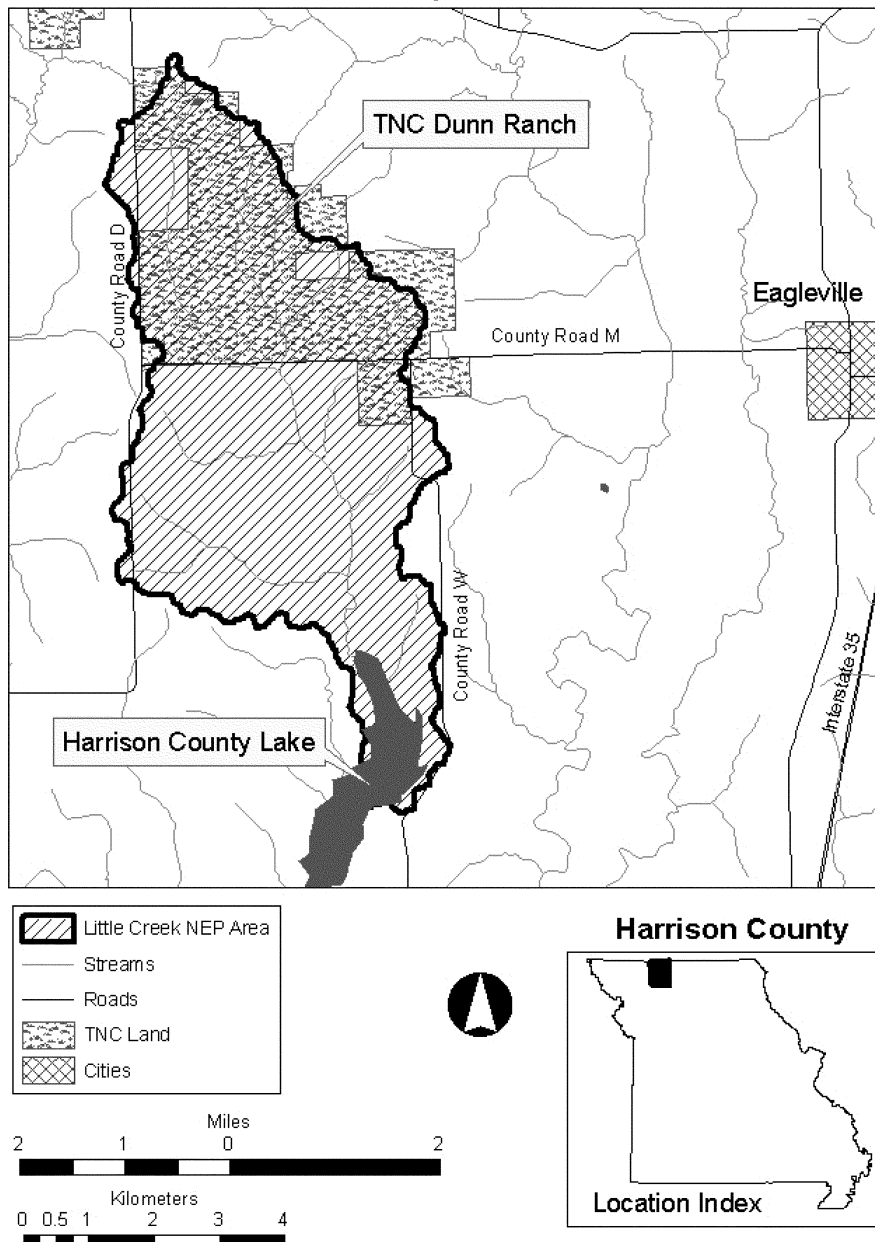 TNC Dunn Ranch
County Road D
Eagleville
County Road M
County Road W
Interstate 35
Harrison County Lake
Little Creek NEP Area
Streams
Roads
TNC Land
Cities
Harrison County
Location Index
Miles
2 1 0 2
Kilometers
0 0.5 1 2 3 4